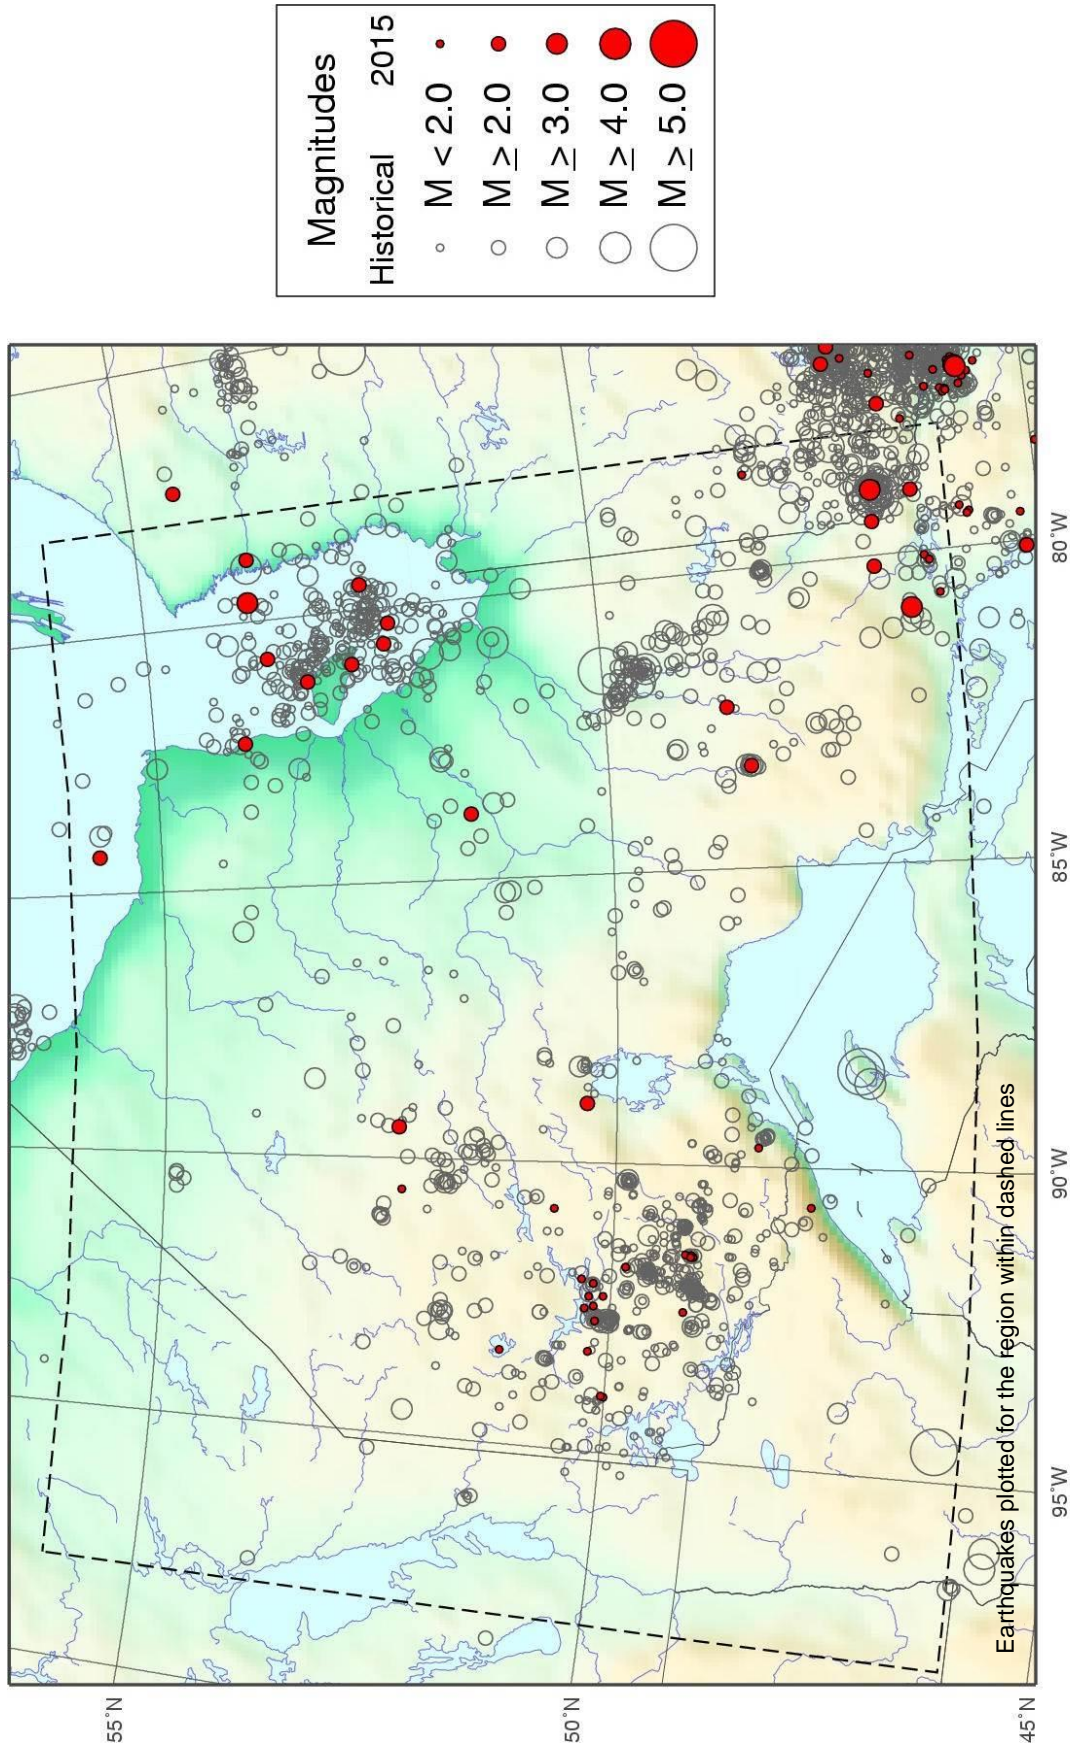 Magnitudes
Historical 2015
M < 2.0
M ≥ 2.0
M ≥ 3.0
M ≥ 4.0
M ≥ 5.0
55°N
50°N
45°N
95°W
90°W
85°W
80°W
Earthquakes plotted for the region within dashed lines